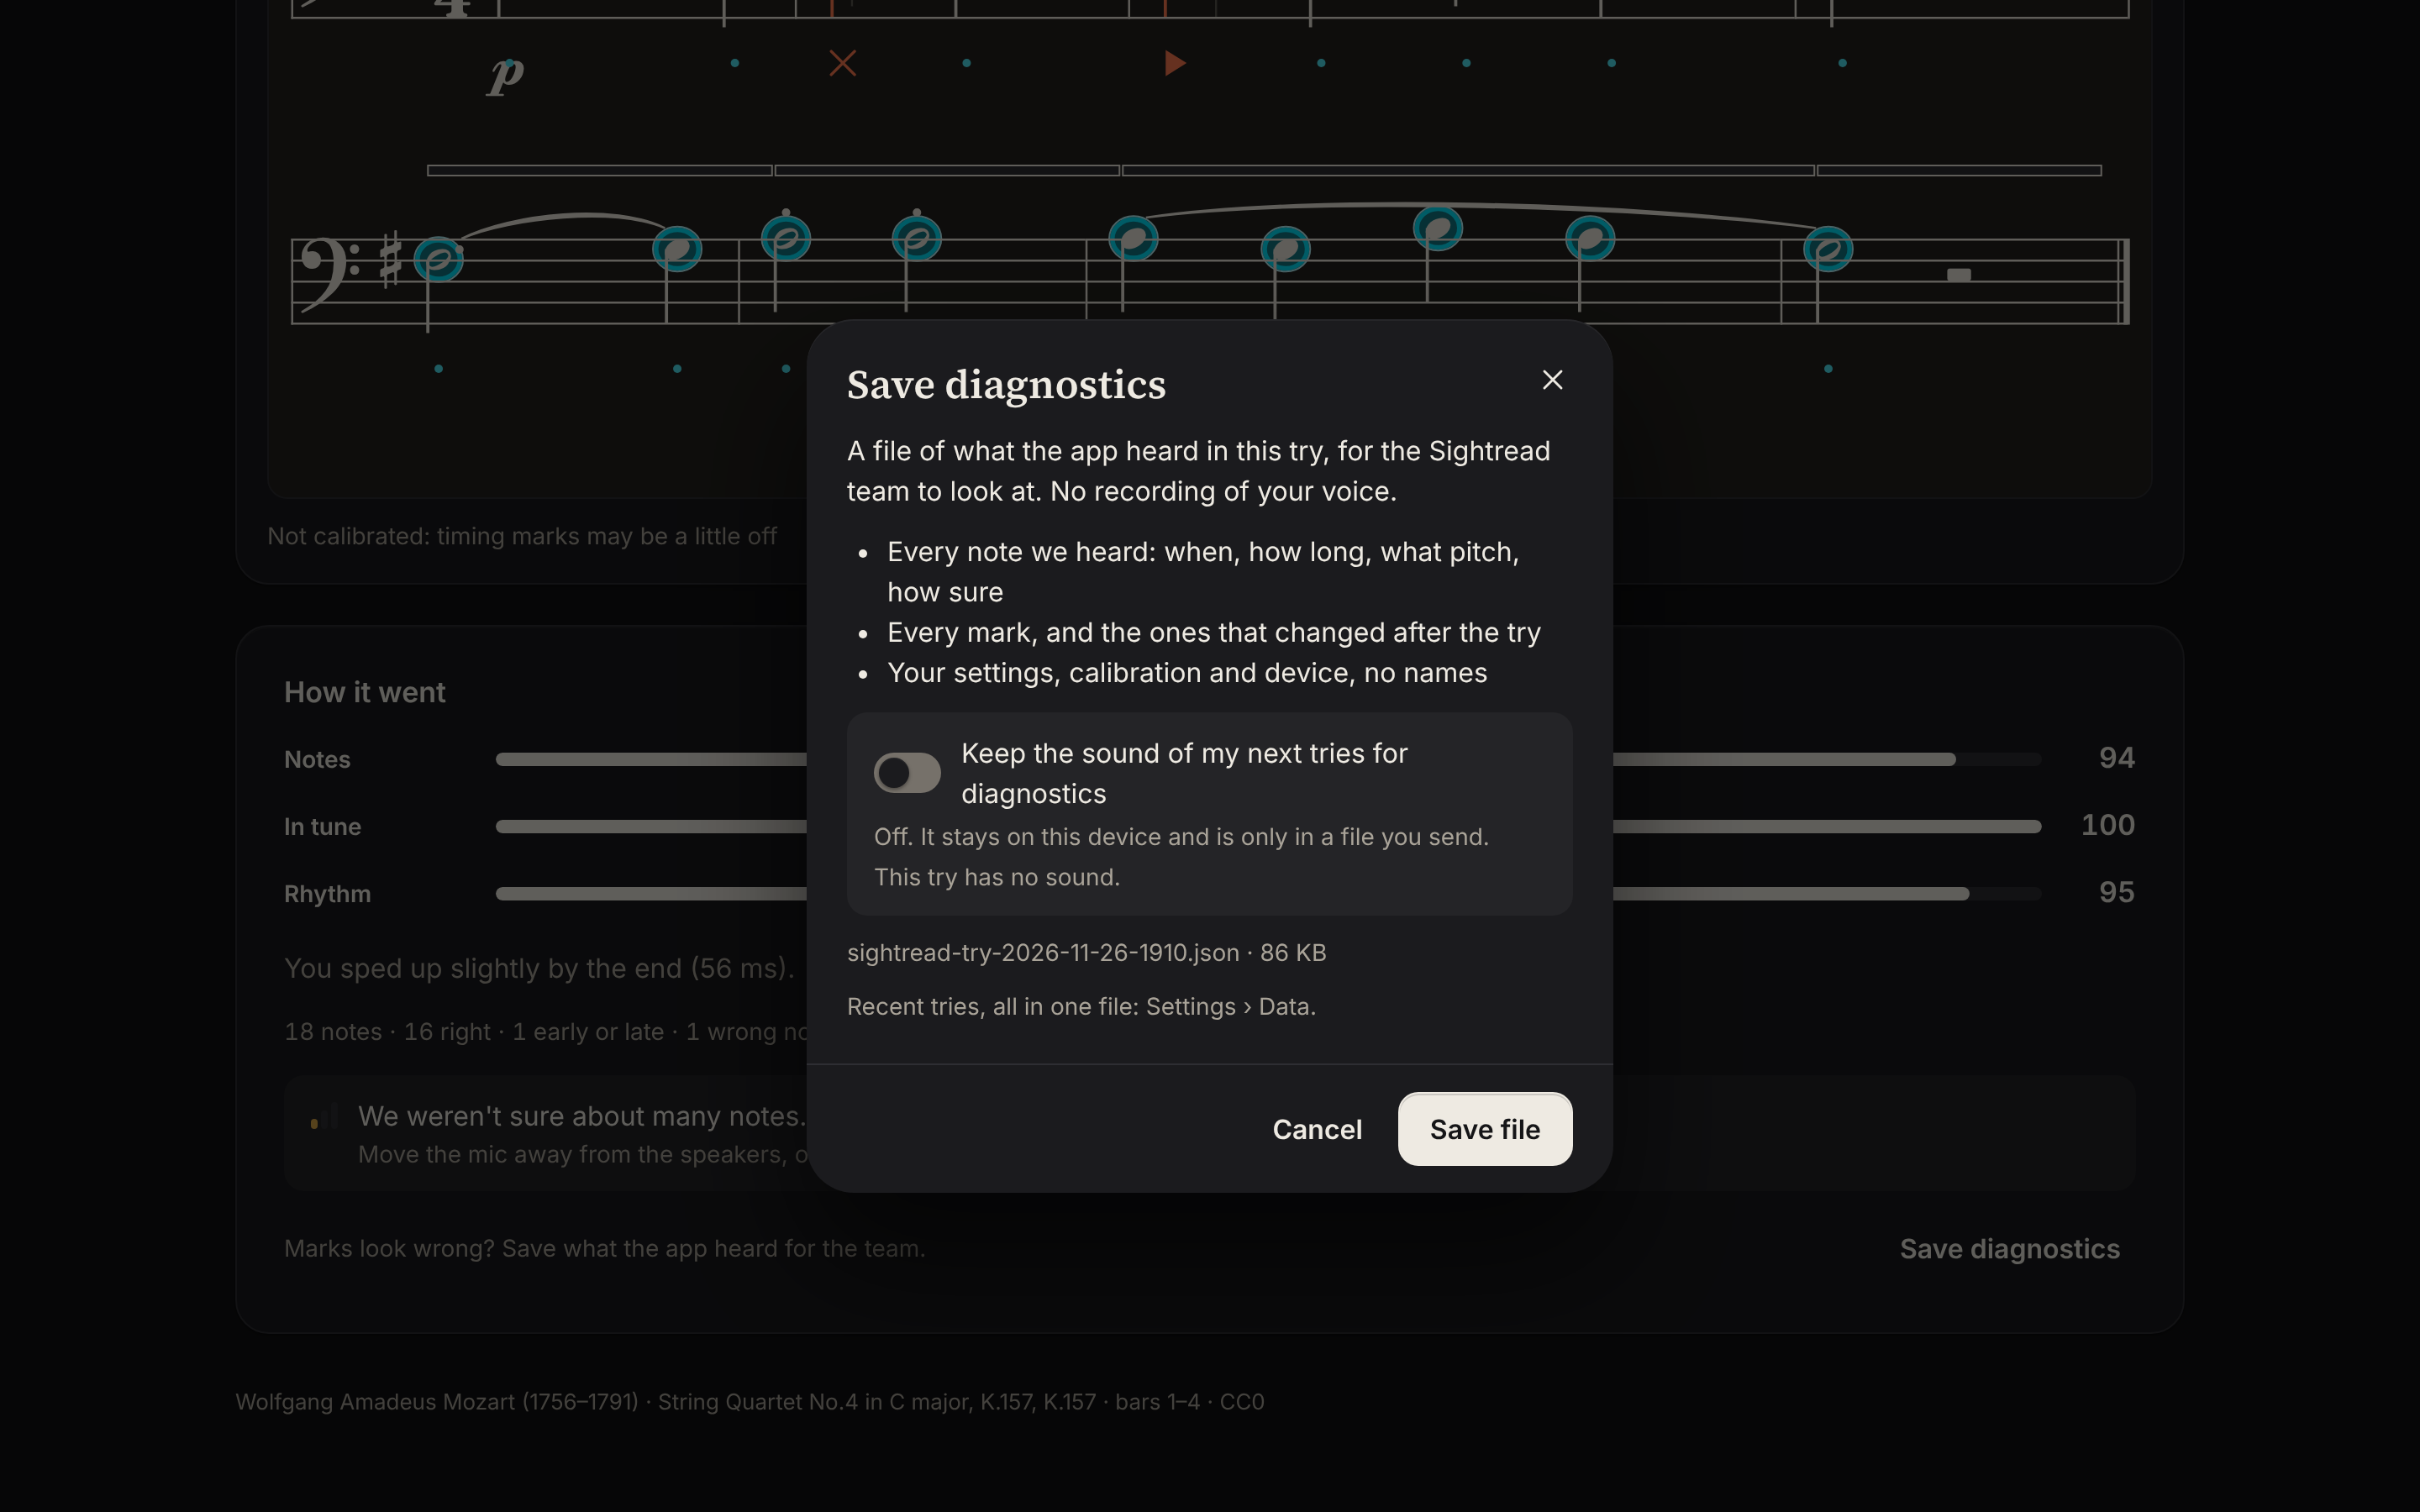 p
Save diagnostics
A file of what the app heard in this try, for the Sightread
team to look at. No recording of your voice.
Every note we heard: when, how long, what pitch,
how sure
Every mark, and the ones that changed after the try
Your settings, calibration and device, no names
Keep the sound of my next tries for
diagnostics
Off. It stays on this device and is only in a file you send.
This try has no sound.
sightread-try-2026-11-26-1910.json · 86 KB
Recent tries, all in one file: Settings › Data.
Cancel
Save file
Not calibrated: timing marks may be a little off
How it went
Notes 94
In tune 100
Rhythm 95
You sped up slightly by the end (56 ms).
18 notes · 16 right · 1 early or late · 1 wrong
We weren't sure about many notes.
Move the mic away from the speakers,
Marks look wrong? Save what the app heard for the team.
Save diagnostics
Wolfgang Amadeus Mozart (1756–1791) · String Quartet No.4 in C major, K.157, K.157 · bars 1–4 · CC0